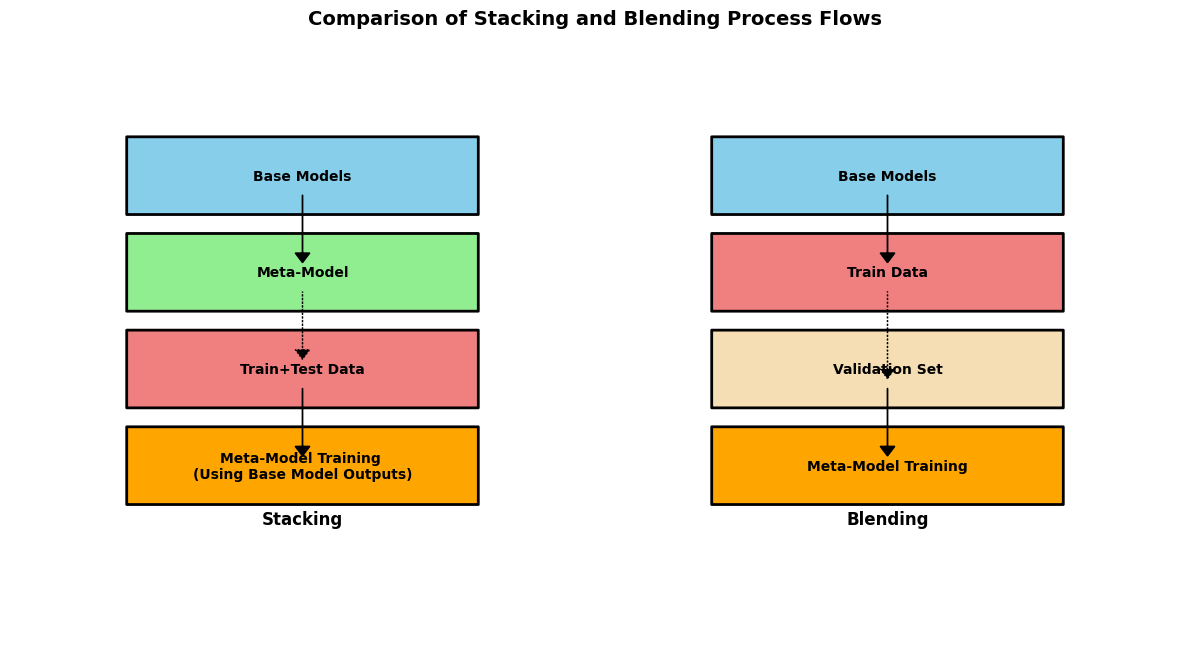 Comparison of Stacking and Blending Process Flows
Base Models
Meta-Model
Train+Test Data
Meta-Model Training
(Using Base Model Outputs)
Stacking
Base Models
Train Data
Validation Set
Meta-Model Training
Blending